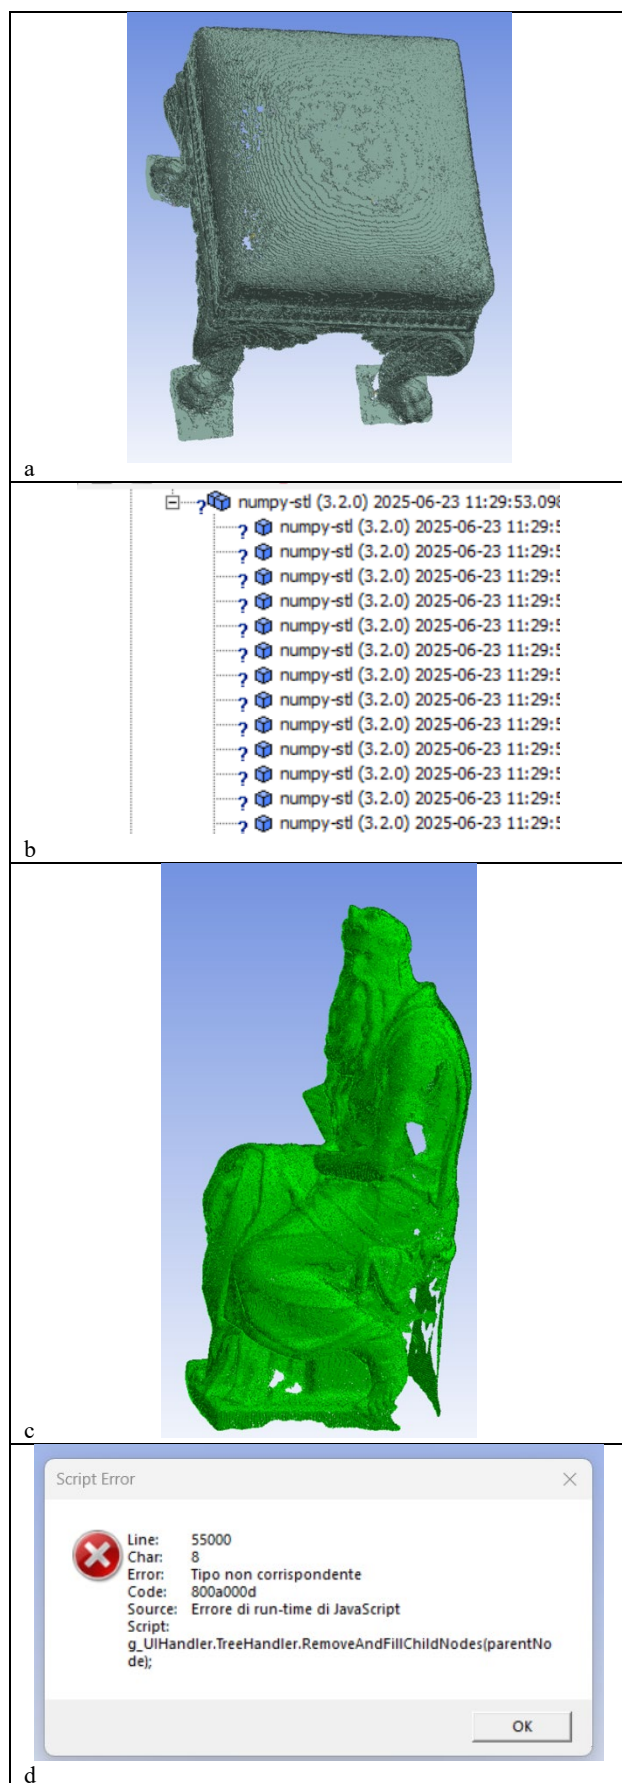 a
numpy-stl (3.2.0) 2025-06-23 11:29:53.098
numpy-stl (3.2.0) 2025-06-23 11:29:5
numpy-stl (3.2.0) 2025-06-23 11:29:5
numpy-stl (3.2.0) 2025-06-23 11:29:5
numpy-stl (3.2.0) 2025-06-23 11:29:5
numpy-stl (3.2.0) 2025-06-23 11:29:5
numpy-stl (3.2.0) 2025-06-23 11:29:5
numpy-stl (3.2.0) 2025-06-23 11:29:5
numpy-stl (3.2.0) 2025-06-23 11:29:5
numpy-stl (3.2.0) 2025-06-23 11:29:5
numpy-stl (3.2.0) 2025-06-23 11:29:5
numpy-stl (3.2.0) 2025-06-23 11:29:5
numpy-stl (3.2.0) 2025-06-23 11:29:5
numpy-stl (3.2.0) 2025-06-23 11:29:5
b
c
Script Error
Line: 55000
Char: 8
Error: Tipo non corrispondente
Code: 800a000d
Source: Errore di run-time di JavaScript
Script:
g_UIHandler.TreeHandler.RemoveAndFillChildNodes(parentNo
de);
OK
d